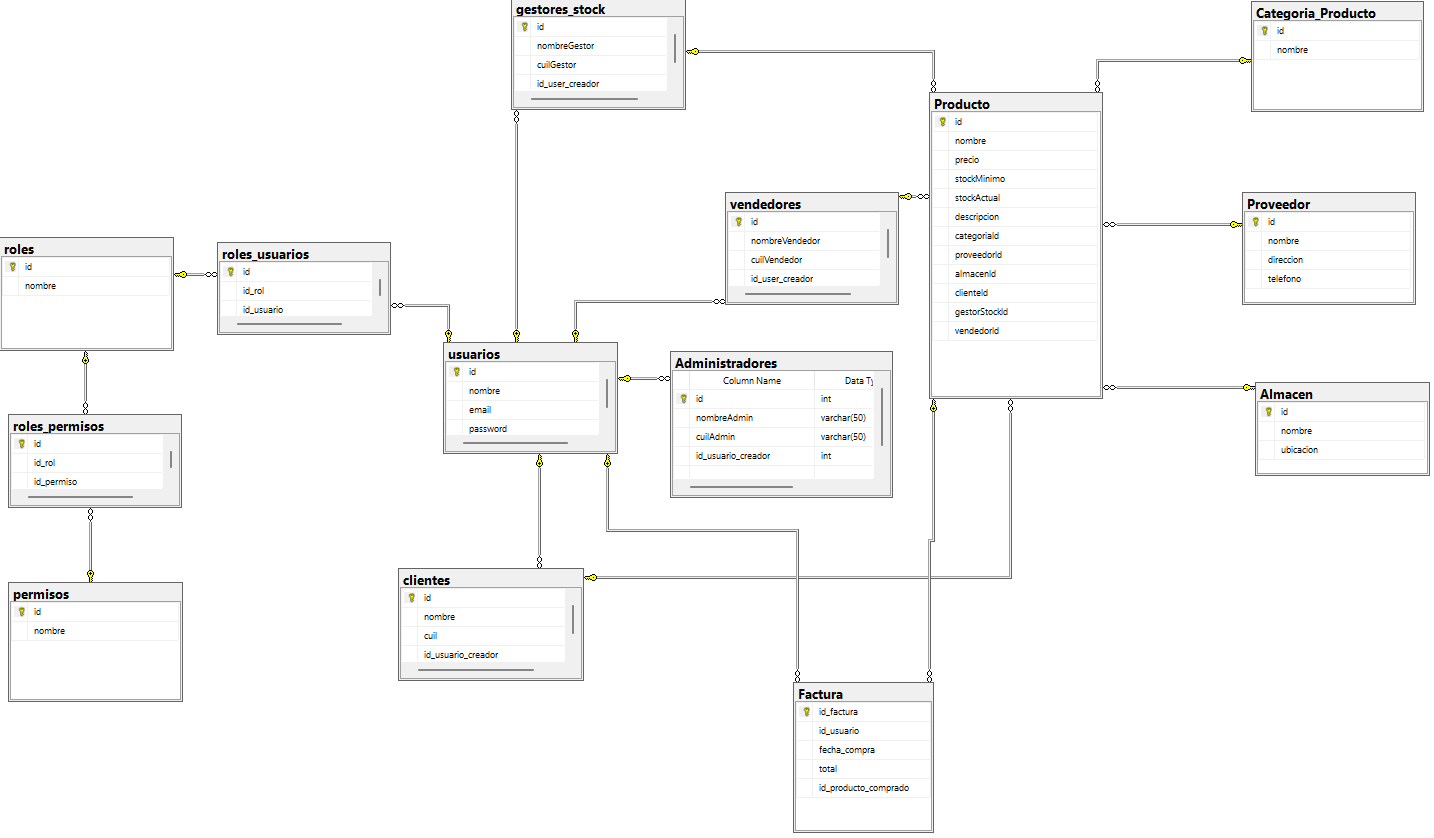 gestores_stock
id
nombreGestor
cuilGestor
id_user_creador
Categoria_Producto
id
nombre
Producto
id
nombre
precio
stockMinimo
stockActual
descripcion
categoriaId
proveedorId
almacenId
clienteId
gestorStockId
vendedorId
vendedores
id
nombreVendedor
cuilVendedor
id_user_creador
Proveedor
id
nombre
direccion
telefono
roles
id
nombre
roles_usuarios
id
id_rol
id_usuario
usuarios
id
nombre
email
password
Administradores
Column Name Data Ty
id int
nombreAdmin varchar(50)
cuilAdmin varchar(50)
id_usuario_creador int
Almacen
id
nombre
ubicacion
roles_permisos
id
id_rol
id_permiso
permisos
id
nombre
clientes
id
nombre
cuil
id_usuario_creador
Factura
id_factura
id_usuario
fecha_compra
total
id_producto_comprado